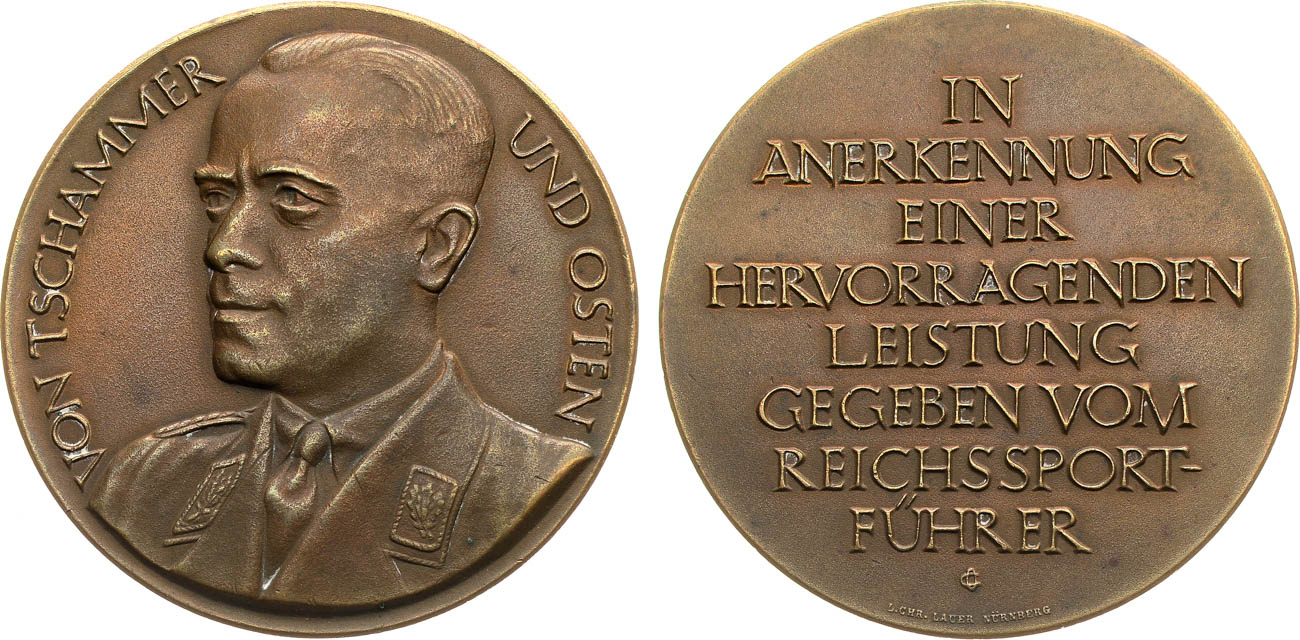 VON TSCHAMMER UND OSTEN
IN
ANERKENNUNG
EINER
HERVORRAGENDEN
LEISTUNG
GEGEBEN VOM
REICHSSPORT-
FÜHRER
L.CHR. LAUER NÜRNBERG